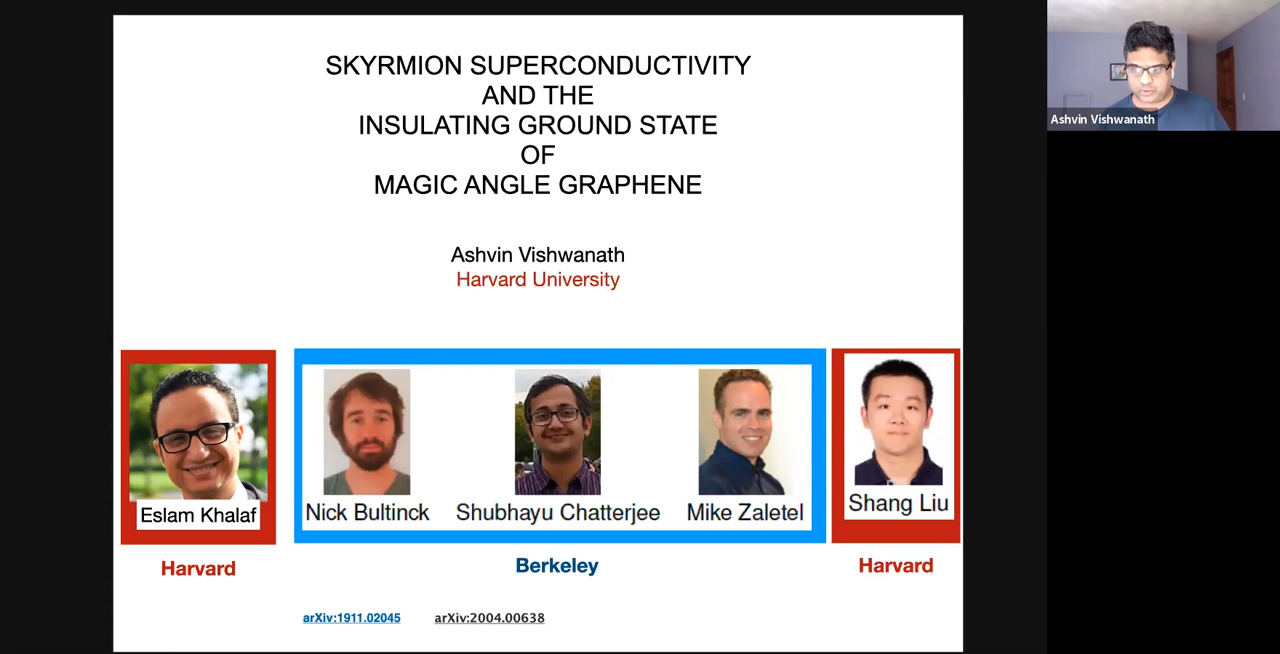 SKYRMION SUPERCONDUCTIVITY
AND THE
INSULATING GROUND STATE
OF
MAGIC ANGLE GRAPHENE
Ashvin Vishwanath
Harvard University
Eslam Khalaf
Nick Bultinck
Shubhayu Chatterjee
Mike Zaletel
Shang Liu
Harvard
Berkeley
Harvard
arXiv:1911.02045
arXiv:2004.00638
Ashvin Vishwanath